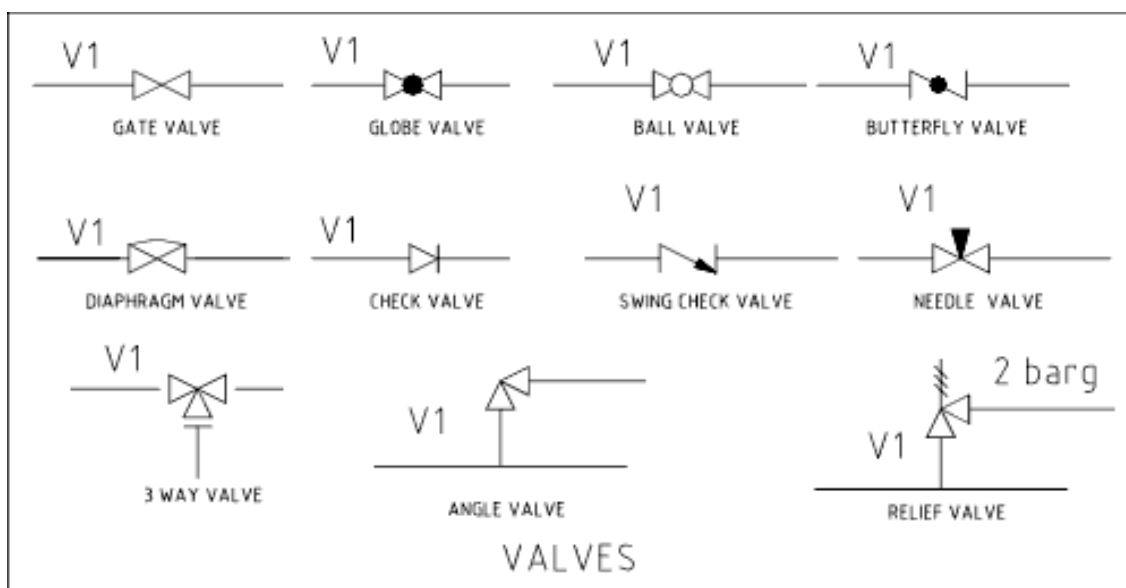 V1
V1
V1
V1
GATE VALVE
GLOBE VALVE
BALL VALVE
BUTTERFLY VALVE
V1
V1
V1
V1
DIAPHRAGM VALVE
CHECK VALVE
SWING CHECK VALVE
NEEDLE VALVE
V1
V1
2 barg
V1
3 WAY VALVE
ANGLE VALVE
RELIEF VALVE
VALVES